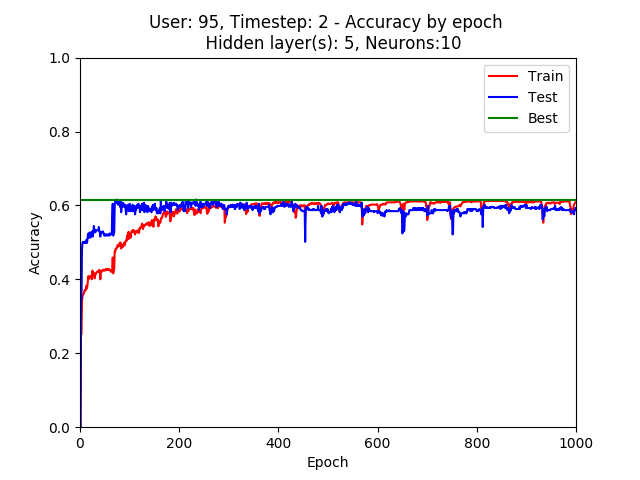 User: 95, Timestep: 2 - Accuracy by epoch
Hidden layer(s): 5, Neurons:10
1.0
0.8
0.6
0.4
0.2
0.0
Accuracy
Train
Test
Best
0 200 400 600 800 1000
Epoch